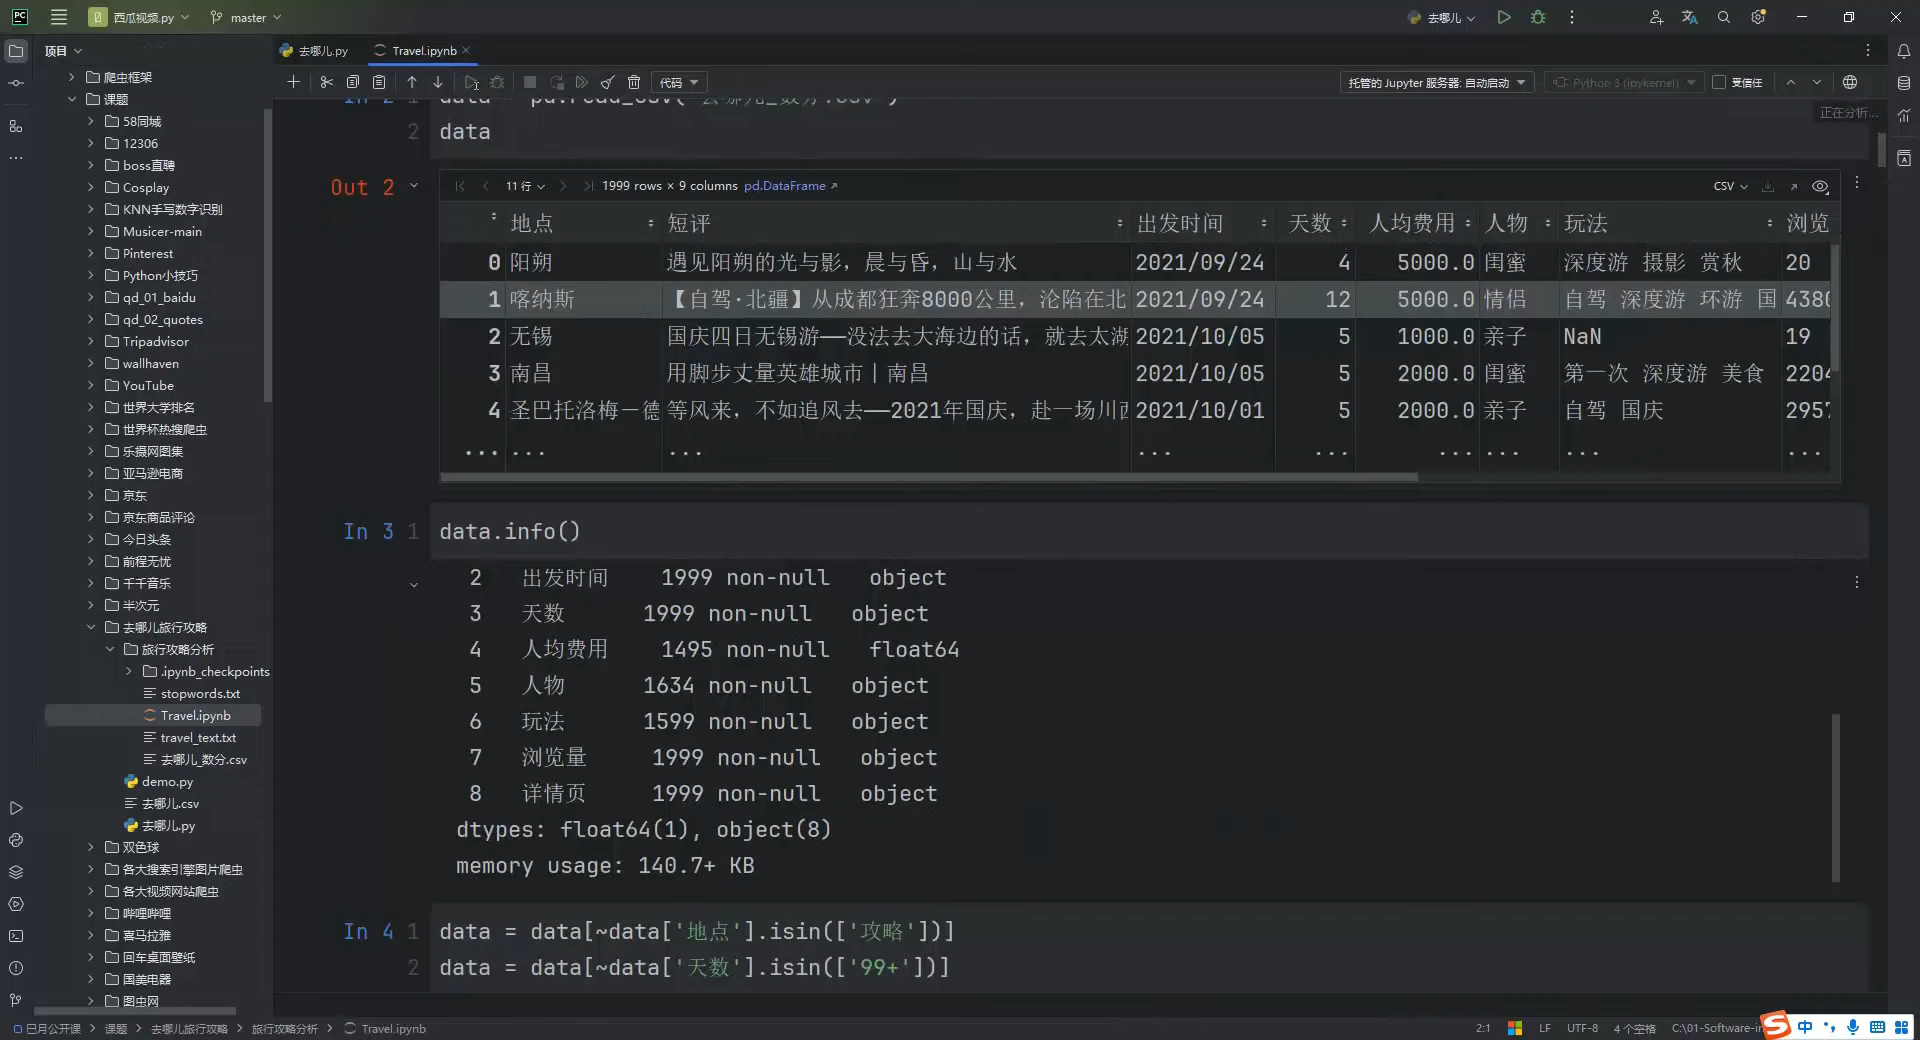 PC
西瓜视频.py
master
去哪儿
项目
去哪儿.py
Travel.ipynb
代码
托管的 Jupyter 服务器: 自动启动
Python 3 (ipykernel)
受信任
正在分析...
爬虫框架
课题
58同城
12306
boss直聘
Cosplay
KNN手写数字识别
Musicer-main
Pinterest
Python小技巧
qd_01_baidu
qd_02_quotes
Tripadvisor
wallhaven
YouTube
世界大学排名
世界杯热搜爬虫
乐摄网图集
亚马逊电商
京东
京东商品评论
今日头条
前程无忧
千千音乐
半次元
去哪儿旅行攻略
旅行攻略分析
.ipynb_checkpoints
stopwords.txt
Travel.ipynb
travel_text.txt
去哪儿_数分.csv
demo.py
去哪儿.csv
去哪儿.py
双色球
各大搜索引擎图片爬虫
各大视频网站爬虫
哔哩哔哩
喜马拉雅
回车桌面壁纸
国美电器
图虫网
In 2 1 data = pd.read_csv('去哪儿_数分.csv')
2 data
Out 2
11 行 1999 rows × 9 columns pd.DataFrame CSV
地点 短评 出发时间 天数 人均费用 人物 玩法 浏览
0 阳朔 遇见阳朔的光与影，晨与昏，山与水 2021/09/24 4 5000.0 闺蜜 深度游 摄影 赏秋 20
1 喀纳斯 【自驾·北疆】从成都狂奔8000公里，沦陷在北 2021/09/24 12 5000.0 情侣 自驾 深度游 环游 国 4380
2 无锡 国庆四日无锡游——没法去大海边的话，就去太湖 2021/10/05 5 1000.0 亲子 NaN 19
3 南昌 用脚步丈量英雄城市丨南昌 2021/10/05 5 2000.0 闺蜜 第一次 深度游 美食 2204
4 圣巴托洛梅-德 等风来，不如追风去——2021年国庆，赴一场川西 2021/10/01 5 2000.0 亲子 自驾 国庆 2957
... ... ... ... ... ... ... ... ...
In 3 1 data.info()
2 出发时间 1999 non-null object
3 天数 1999 non-null object
4 人均费用 1495 non-null float64
5 人物 1634 non-null object
6 玩法 1599 non-null object
7 浏览量 1999 non-null object
8 详情页 1999 non-null object
dtypes: float64(1), object(8)
memory usage: 140.7+ KB
In 4 1 data = data[~data['地点'].isin(['攻略'])]
2 data = data[~data['天数'].isin(['99+'])]
巳月公开课 > 课题 > 去哪儿旅行攻略 > 旅行攻略分析 > Travel.ipynb
2:1 LF UTF-8 4 个空格 C:\01-Software-in
中